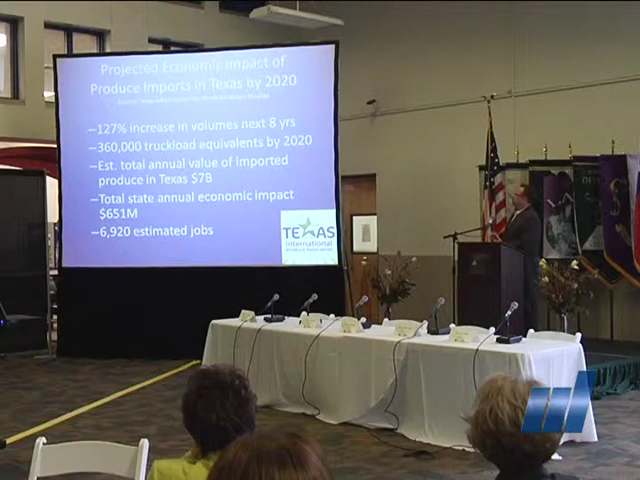 Projected Economic Impact of
Produce Imports in Texas by 2020
–127% increase in volumes next 8 yrs
–360,000 truckload equivalents by 2020
–Est. total annual value of imported
produce in Texas $7B
–Total state annual economic impact
$651M
–6,920 estimated jobs
TEXAS
International
Produce Association